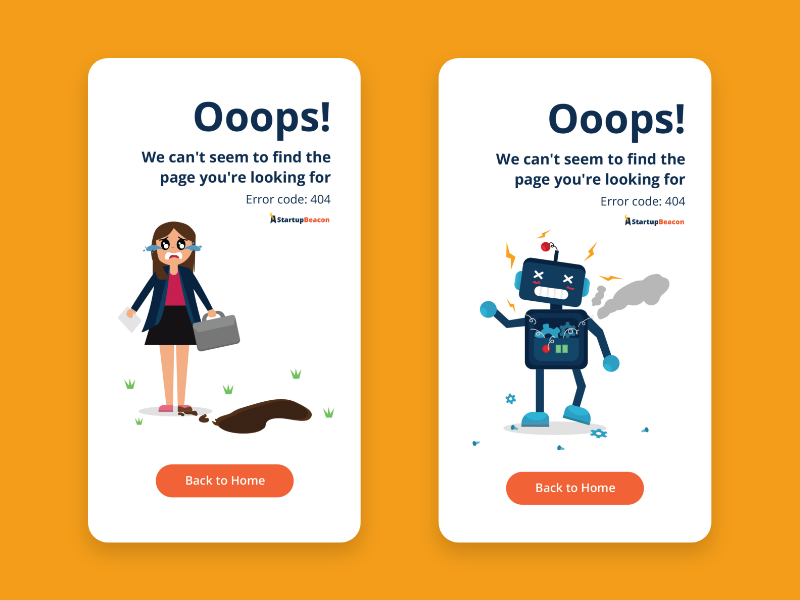 Ooops!
We can't seem to find the
page you're looking for
Error code: 404
StartupBeacon
Back to Home
Ooops!
We can't seem to find the
page you're looking for
Error code: 404
StartupBeacon
Back to Home